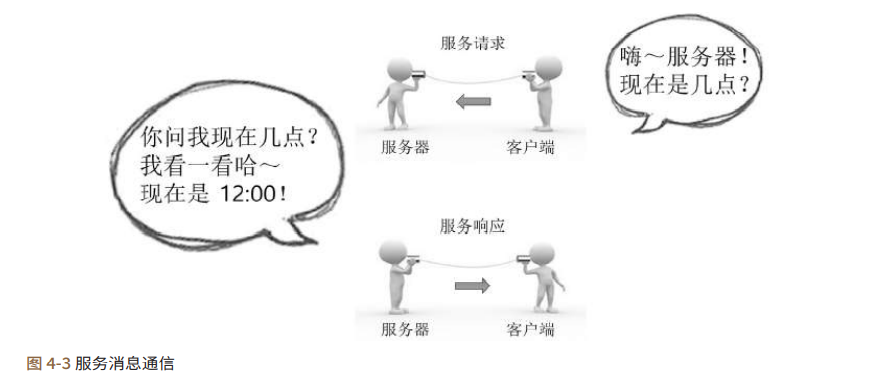 服务请求
嗨～服务器！
现在是几点？
你问我现在几点？
我看一看哈～
现在是 12:00！
服务器
客户端
服务响应
服务器
客户端
图 4-3 服务消息通信